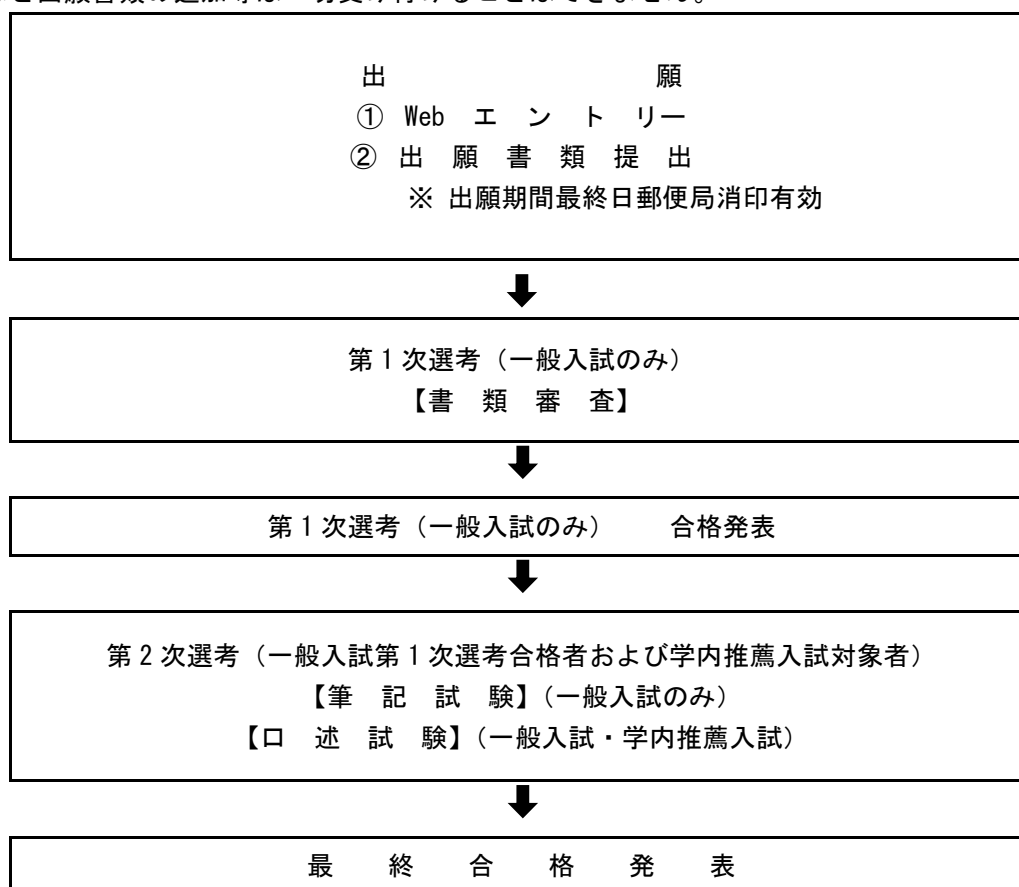 出願
① Web エントリー
② 出願書類提出
※ 出願期間最終日郵便局消印有効
第1次選考（一般入試のみ）
【書類審査】
第1次選考（一般入試のみ） 合格発表
第2次選考（一般入試第1次選考合格者および学内推薦入試対象者）
【筆記試験】（一般入試のみ）
【口述試験】（一般入試・学内推薦入試）
最終合格発表